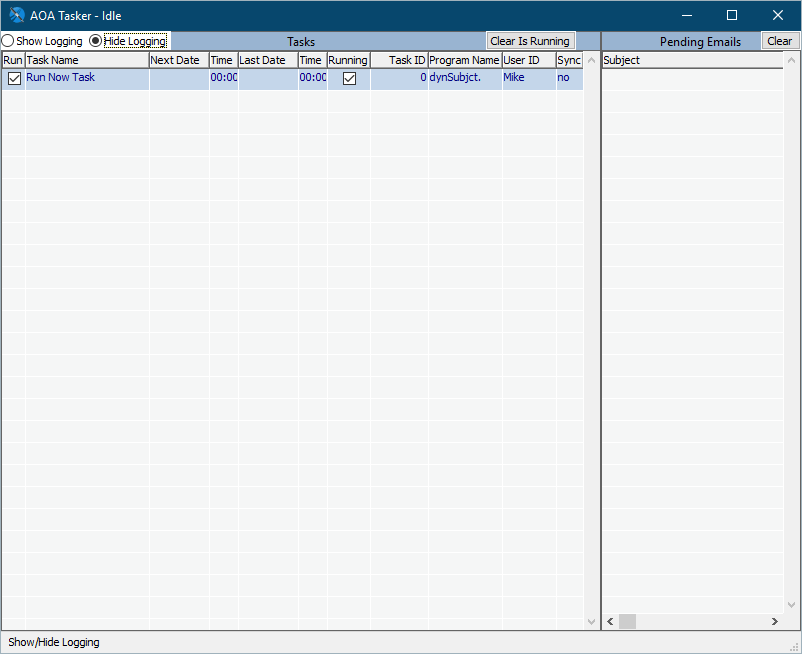 AOA Tasker - Idle
Show Logging Hide Logging Tasks Clear Is Running Pending Emails Clear
Run Task Name Next Date Time Last Date Time Running Task ID Program Name User ID Sync Subject
Run Now Task 00:00 00:00 0 dynSubjct. Mike no
Show/Hide Logging